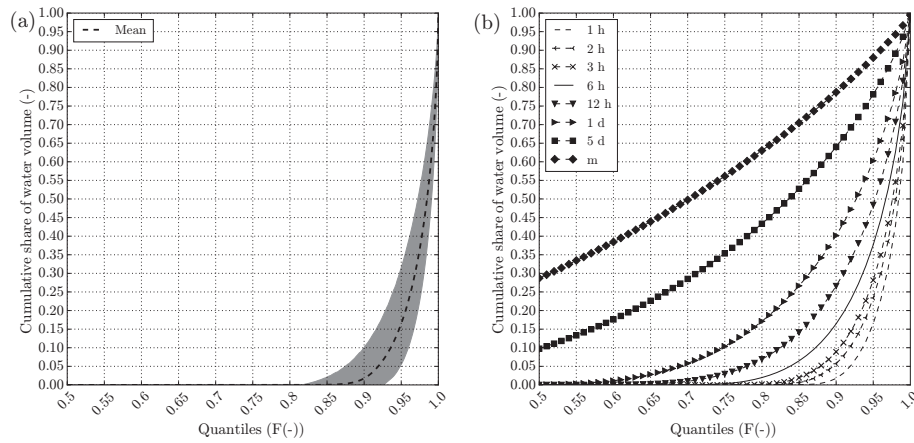 (a)
Cumulative share of water volume (-)
1.00
0.95
0.90
0.85
0.80
0.75
0.70
0.65
0.60
0.55
0.50
0.45
0.40
0.35
0.30
0.25
0.20
0.15
0.10
0.05
0.00
Mean
0.5 0.55 0.6 0.65 0.7 0.75 0.8 0.85 0.9 0.95 1.0
Quantiles (F(-))
(b)
Cumulative share of water volume (-)
1.00
0.95
0.90
0.85
0.80
0.75
0.70
0.65
0.60
0.55
0.50
0.45
0.40
0.35
0.30
0.25
0.20
0.15
0.10
0.05
0.00
1 h
2 h
3 h
6 h
12 h
1 d
5 d
m
0.5 0.55 0.6 0.65 0.7 0.75 0.8 0.85 0.9 0.95 1.0
Quantiles (F(-))